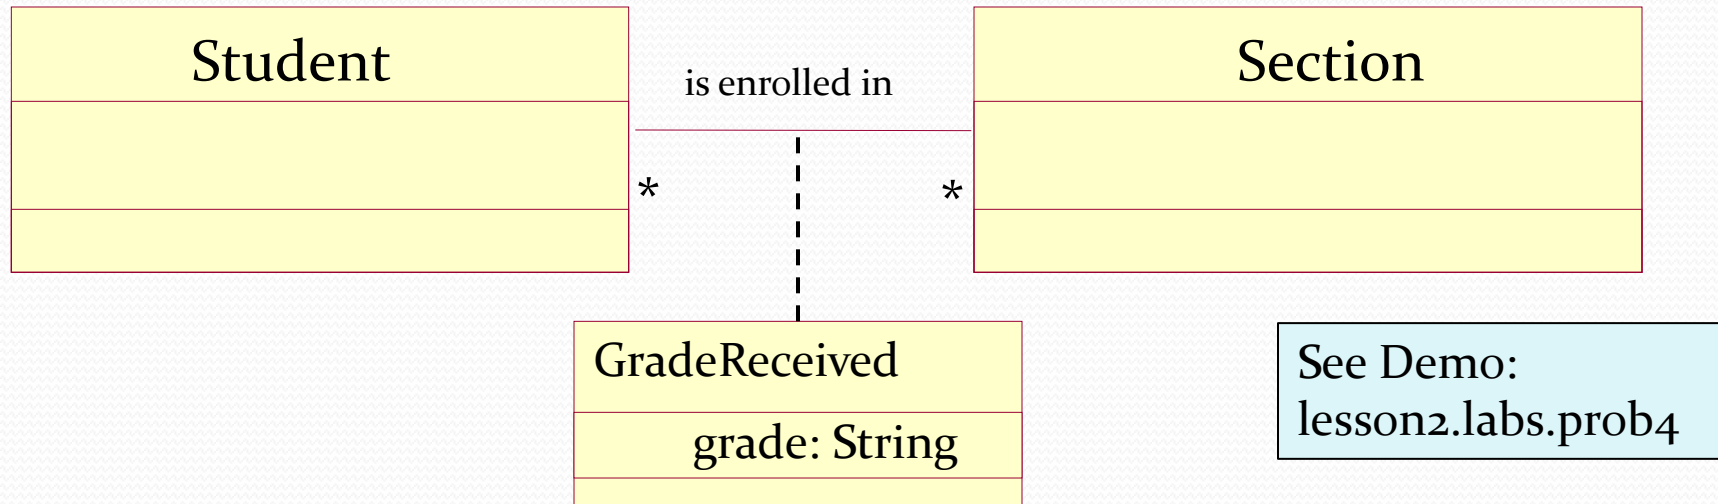 Student
is enrolled in
Section
*
*
GradeReceived
grade: String
See Demo:
lesson2.labs.prob4